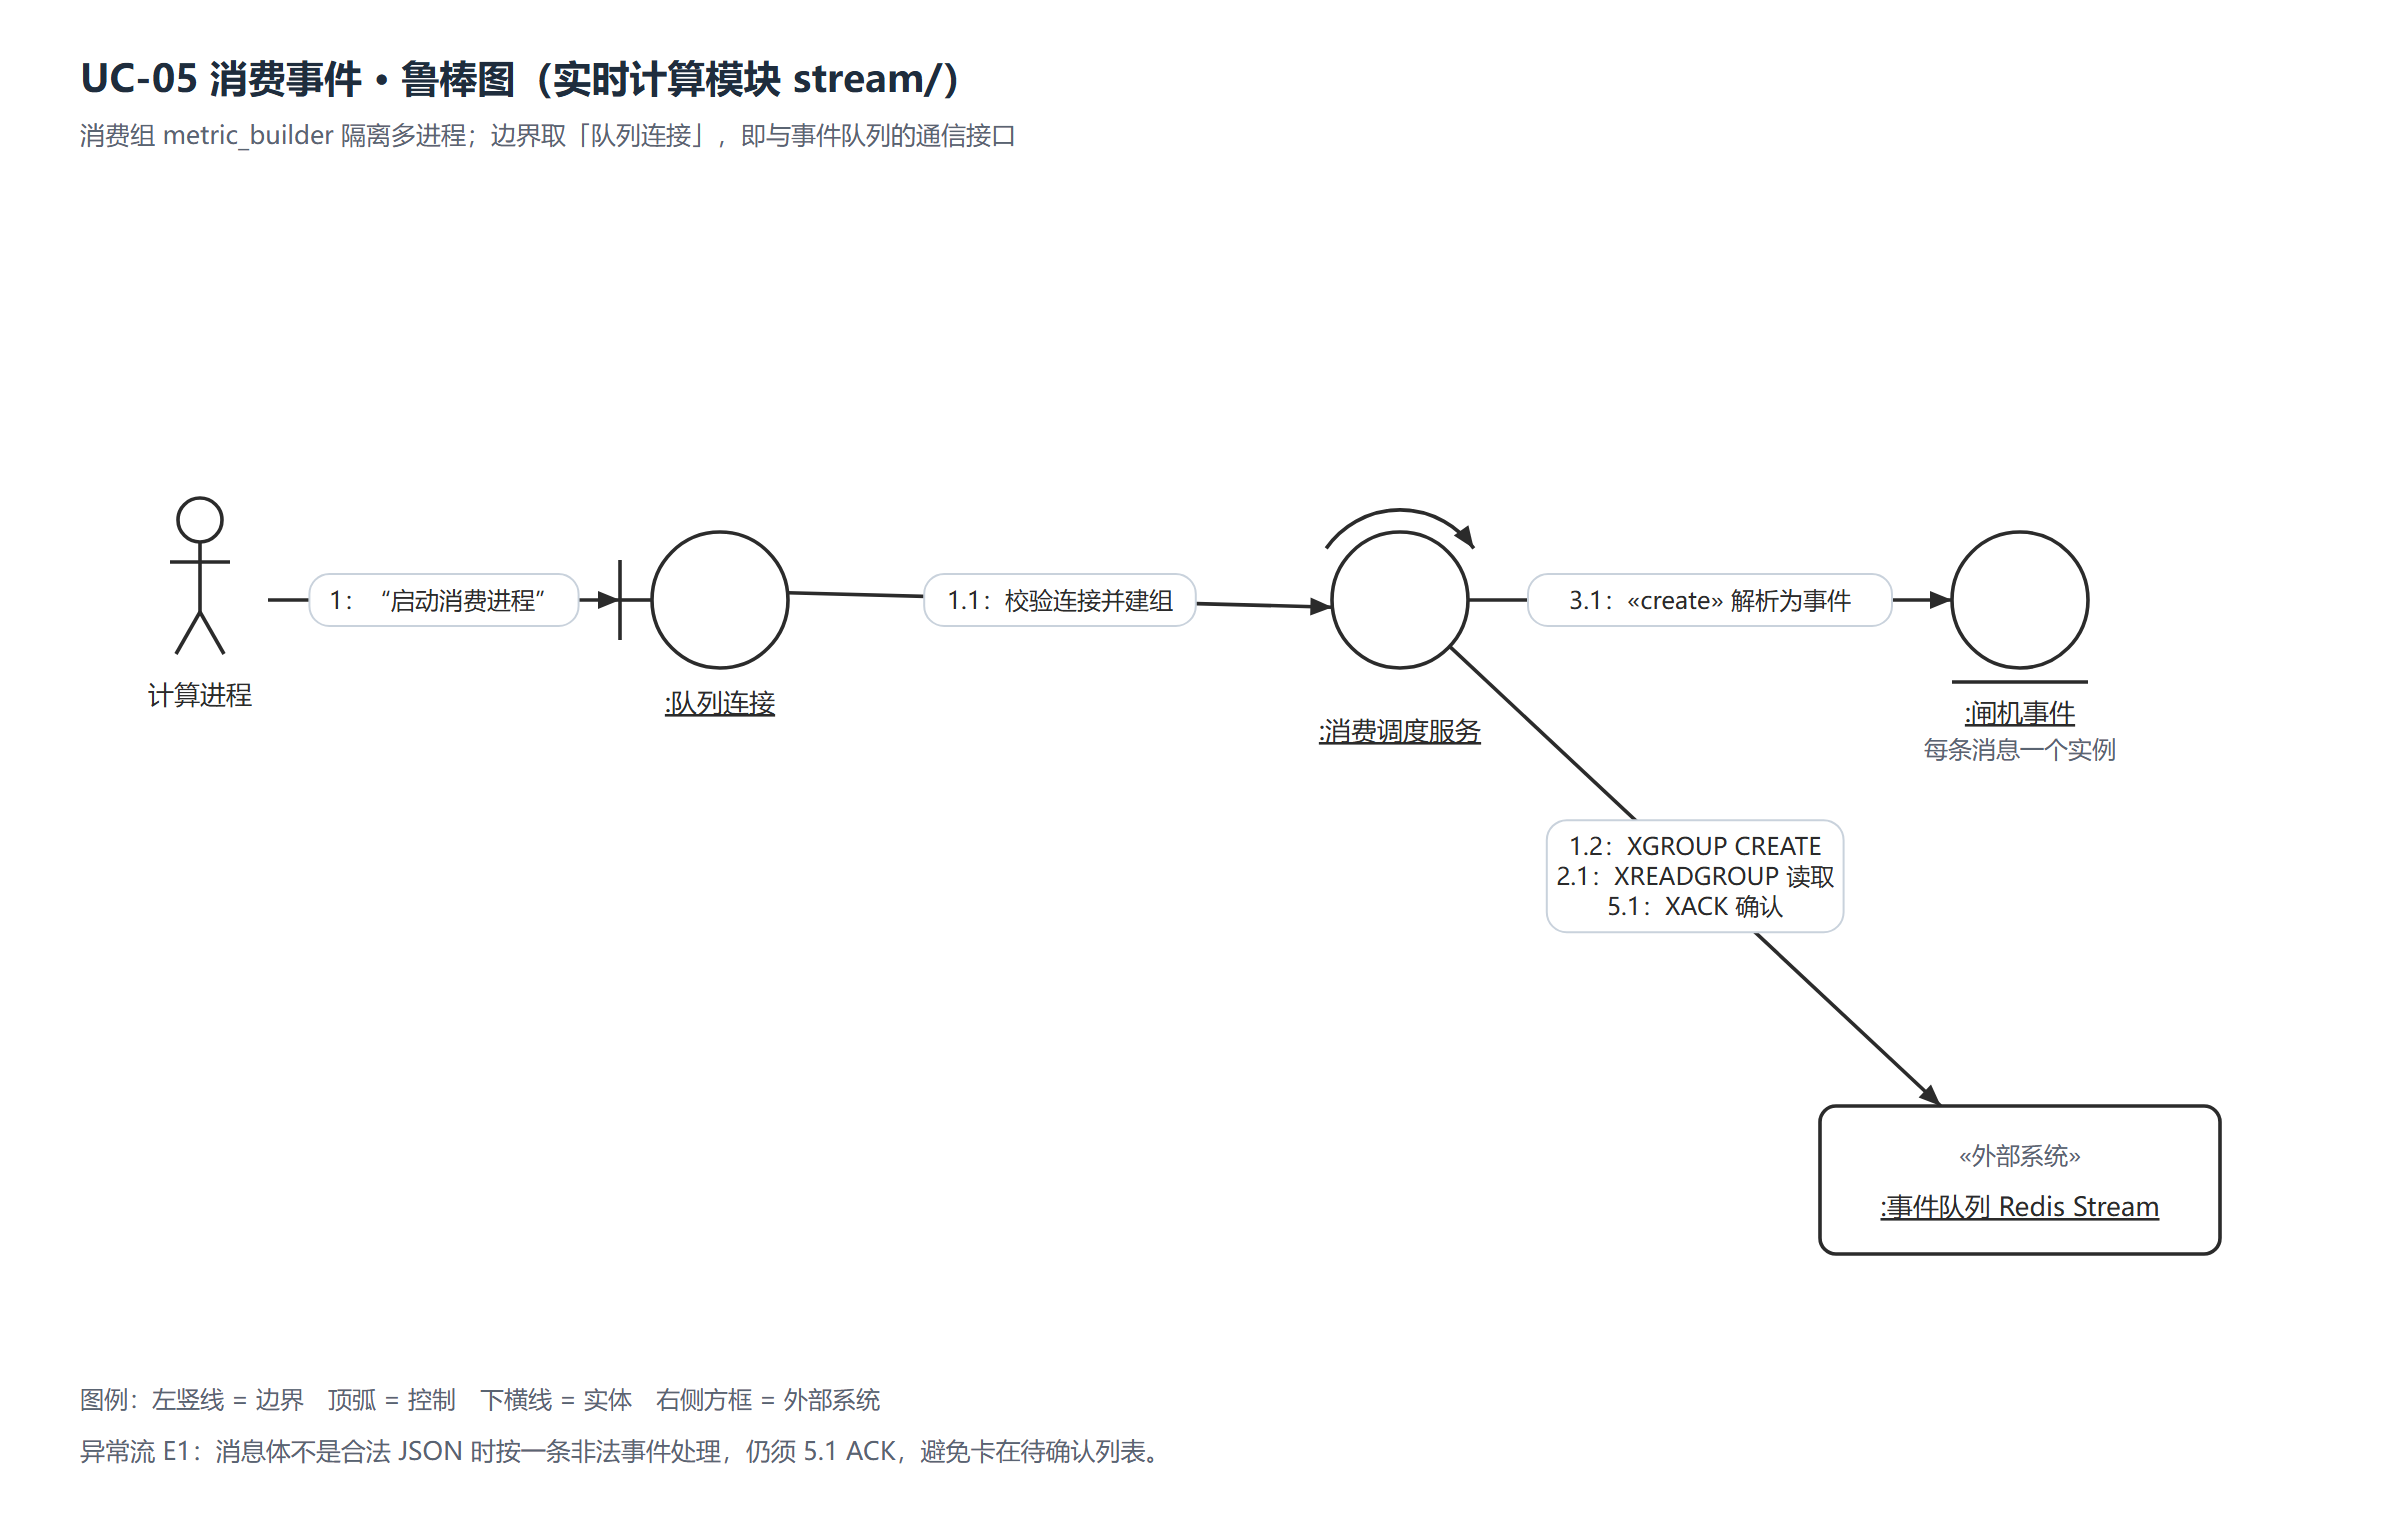 UC-05 消费事件 · 鲁棒图（实时计算模块 stream/）
消费组 metric_builder 隔离多进程；边界取「队列连接」，即与事件队列的通信接口
1：“启动消费进程”
1.1：校验连接并建组
3.1：«create» 解析为事件
计算进程
:队列连接
:消费调度服务
:闸机事件
每条消息一个实例
1.2：XGROUP CREATE
2.1：XREADGROUP 读取
5.1：XACK 确认
«外部系统»
:事件队列 Redis Stream
图例：左竖线 = 边界　顶弧 = 控制　下横线 = 实体　右侧方框 = 外部系统
异常流 E1：消息体不是合法 JSON 时按一条非法事件处理，仍须 5.1 ACK，避免卡在待确认列表。